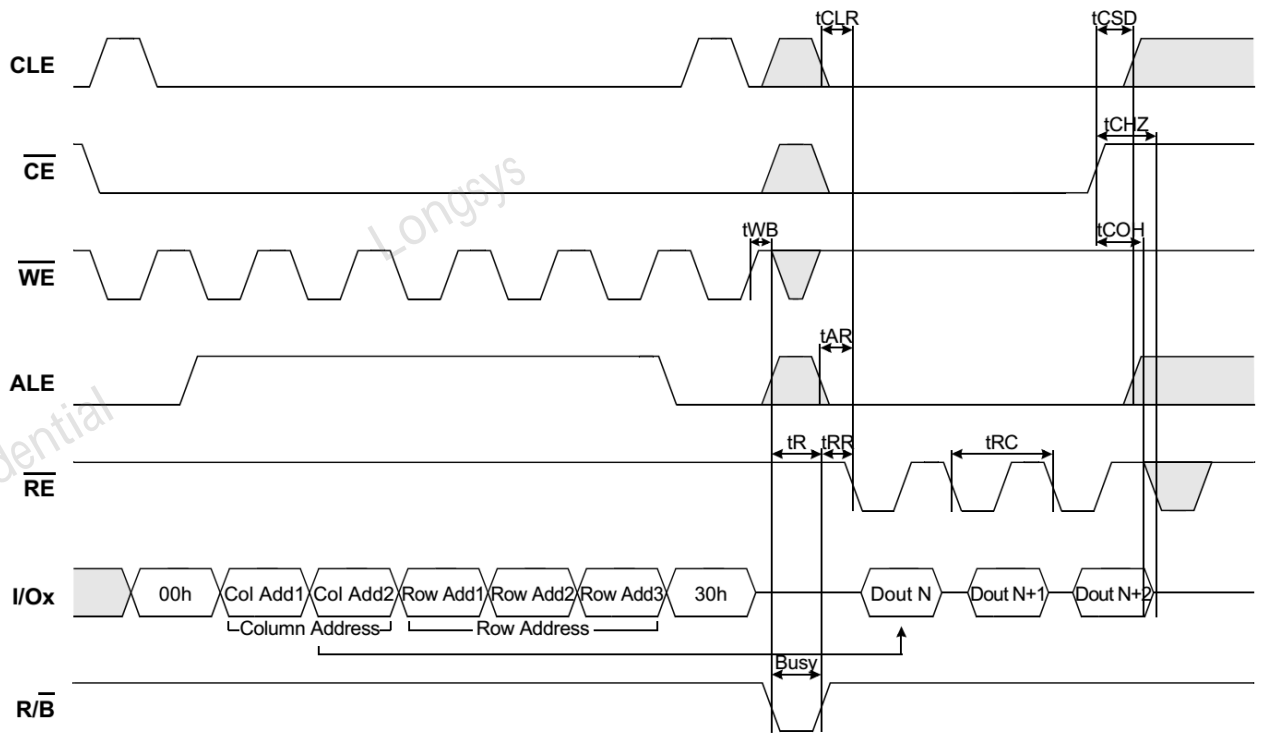 tCLR
tCSD
CLE
tCHZ
CE
Longsys
tWB
tCOH
WE
tAR
ALE
dential
tR
tRR
tRC
RE
I/Ox
00h
Col Add1
Col Add2
Row Add1
Row Add2
Row Add3
30h
Dout N
Dout N+1
Dout N+2
Column Address
Row Address
Busy
R/B